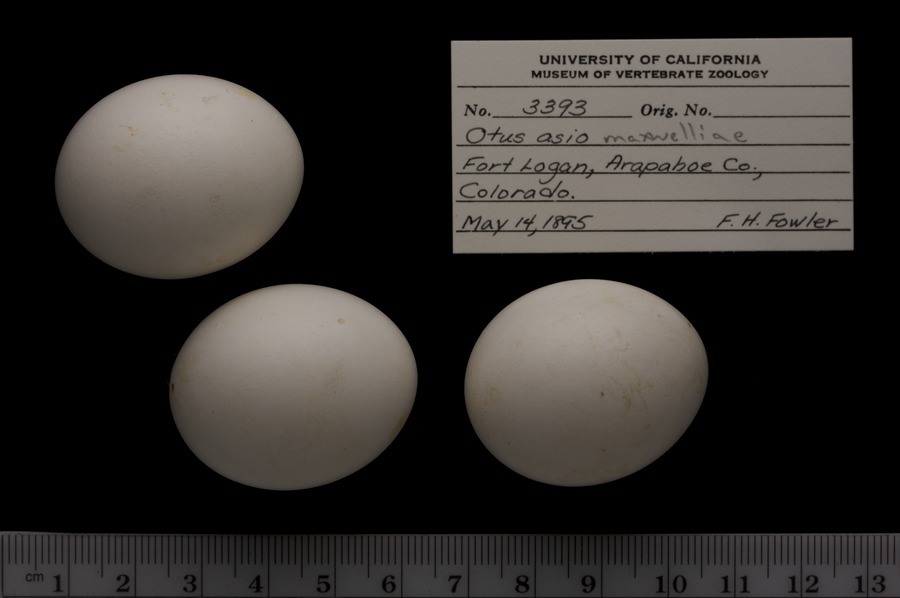 UNIVERSITY OF CALIFORNIA
MUSEUM OF VERTEBRATE ZOOLOGY
No. 3393 Orig. No.
Otus asio maxwelliae
Fort Logan, Arapahoe Co.,
Colorado.
May 14, 1895 F. H. Fowler
cm 1 2 3 4 5 6 7 8 9 10 11 12 13